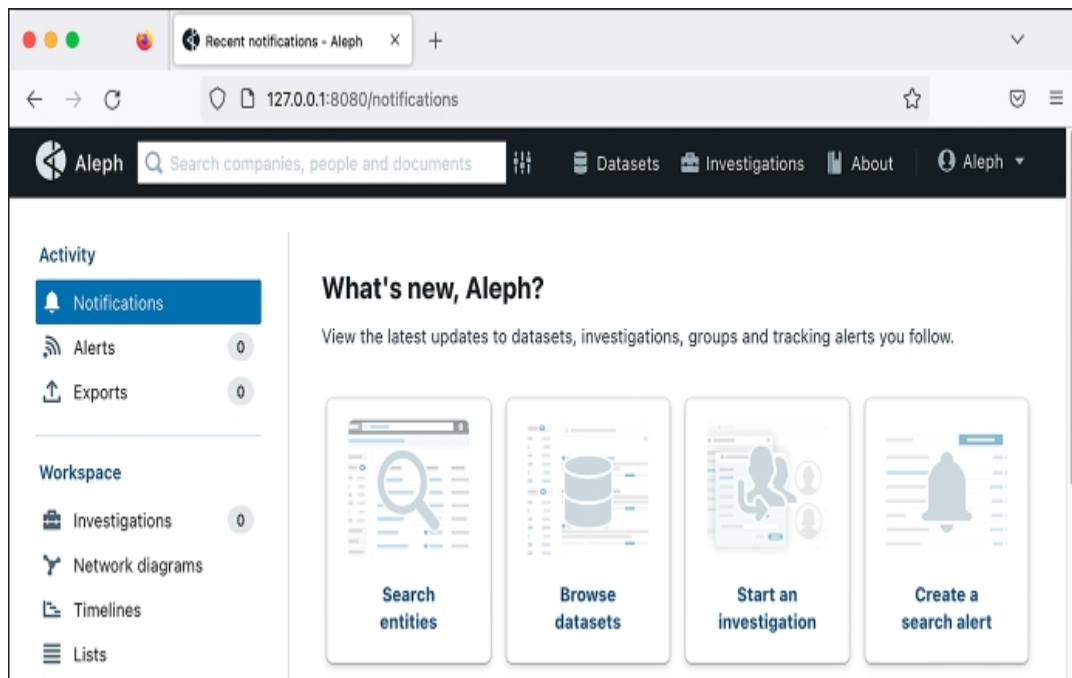 Recent notifications - Aleph
127.0.0.1:8080/notifications
Aleph Search companies, people and documents Datasets Investigations About Aleph
Activity
Notifications
Alerts 0
Exports 0
Workspace
Investigations 0
Network diagrams
Timelines
Lists
What's new, Aleph?
View the latest updates to datasets, investigations, groups and tracking alerts you follow.
Search
entities
Browse
datasets
Start an
investigation
Create a
search alert